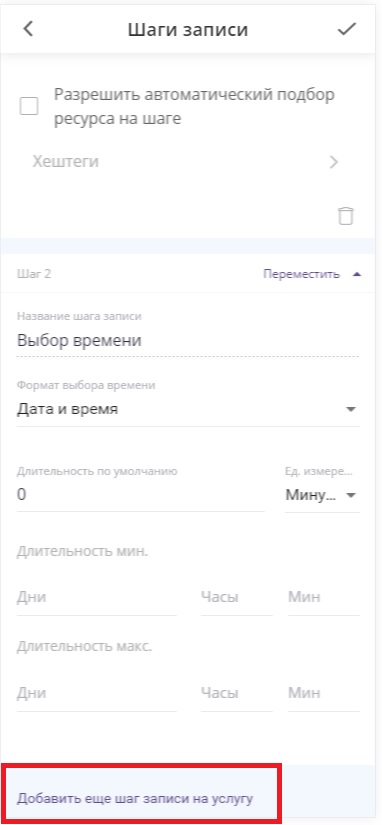 Шаги записи
Разрешить автоматический подбор
ресурса на шаге
Хештеги
Шаг 2 Переместить
Название шага записи
Выбор времени
Формат выбора времени
Дата и время
Длительность по умолчанию Ед. измере...
0 Мину...
Длительность мин.
Дни Часы Мин
Длительность макс.
Дни Часы Мин
Добавить еще шаг записи на услугу